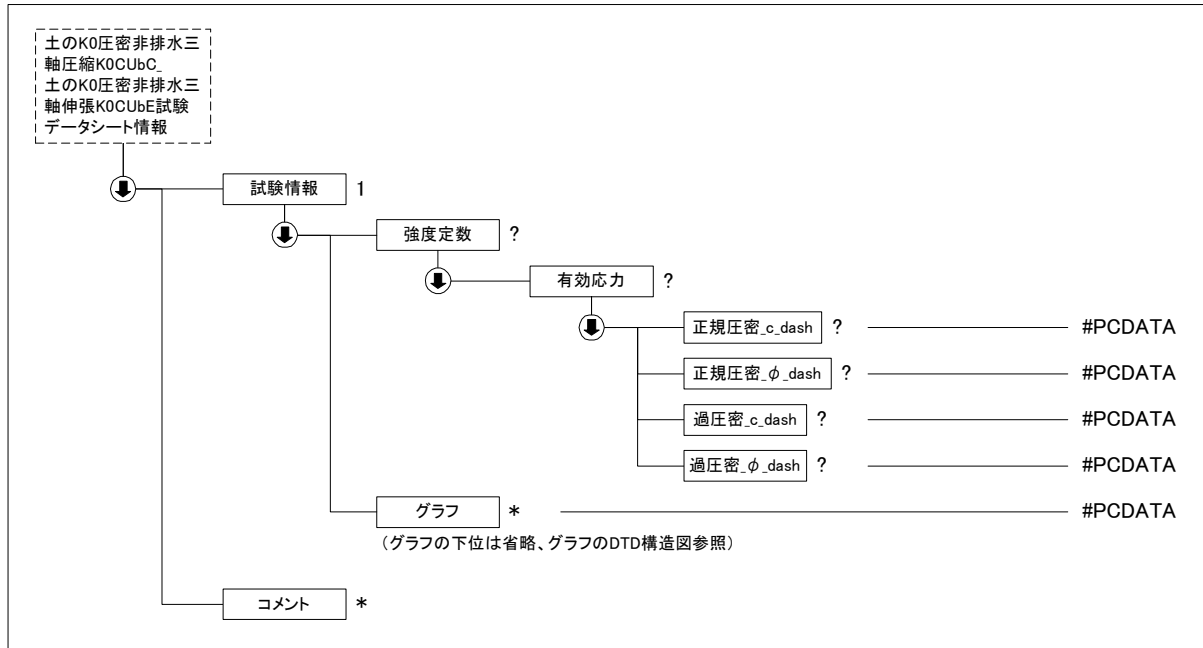 土のK0圧密非排水三
軸圧縮K0CUbC_
土のK0圧密非排水三
軸伸張K0CUbE試験
データシート情報
試験情報 1
強度定数 ?
有効応力 ?
正規圧密_c_dash ? #PCDATA
正規圧密_φ_dash ? #PCDATA
過圧密_c_dash ? #PCDATA
過圧密_φ_dash ? #PCDATA
グラフ * #PCDATA
（グラフの下位は省略、グラフのDTD構造図参照）
コメント *